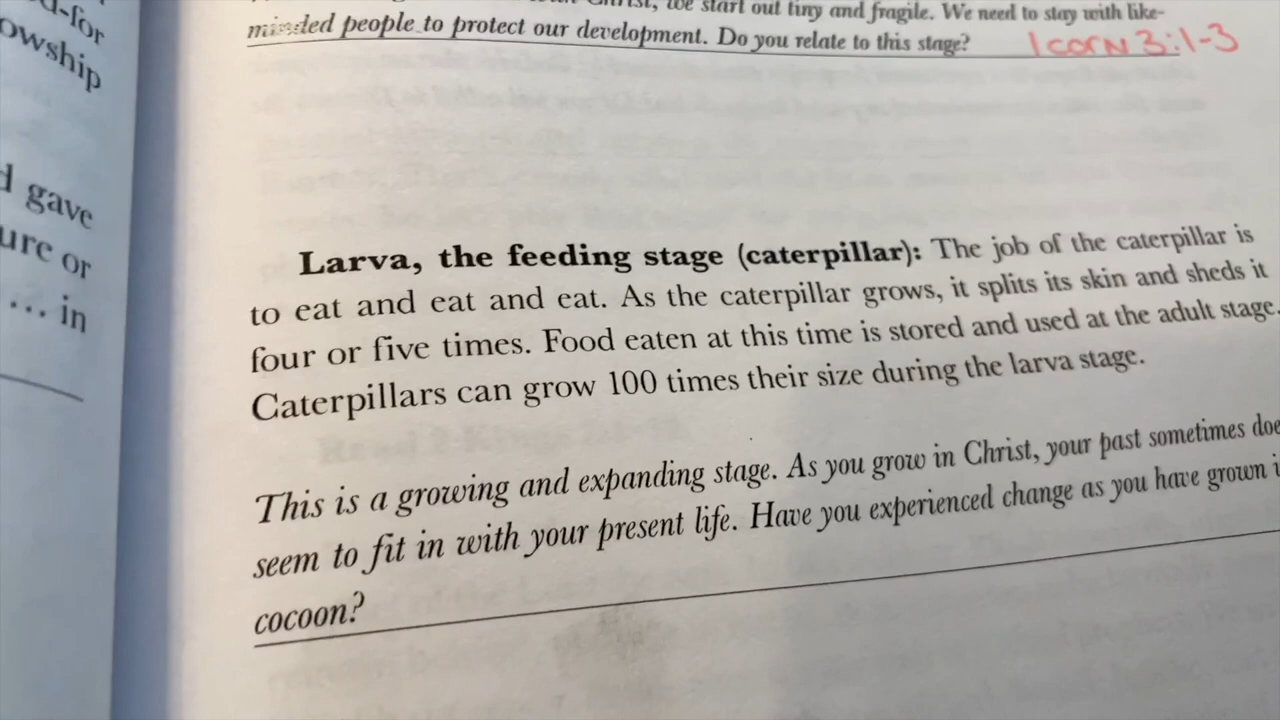 d-for
owship
d gave
ure or
... in
Christ, we start out tiny and fragile. We need to stay with like-
minded people to protect our development. Do you relate to this stage? 1 corn 3:1-3
Larva, the feeding stage (caterpillar): The job of the caterpillar is
to eat and eat and eat. As the caterpillar grows, it splits its skin and sheds it
four or five times. Food eaten at this time is stored and used at the adult stage.
Caterpillars can grow 100 times their size during the larva stage.
This is a growing and expanding stage. As you grow in Christ, your past sometimes doe
seem to fit in with your present life. Have you experienced change as you have grown i
cocoon?